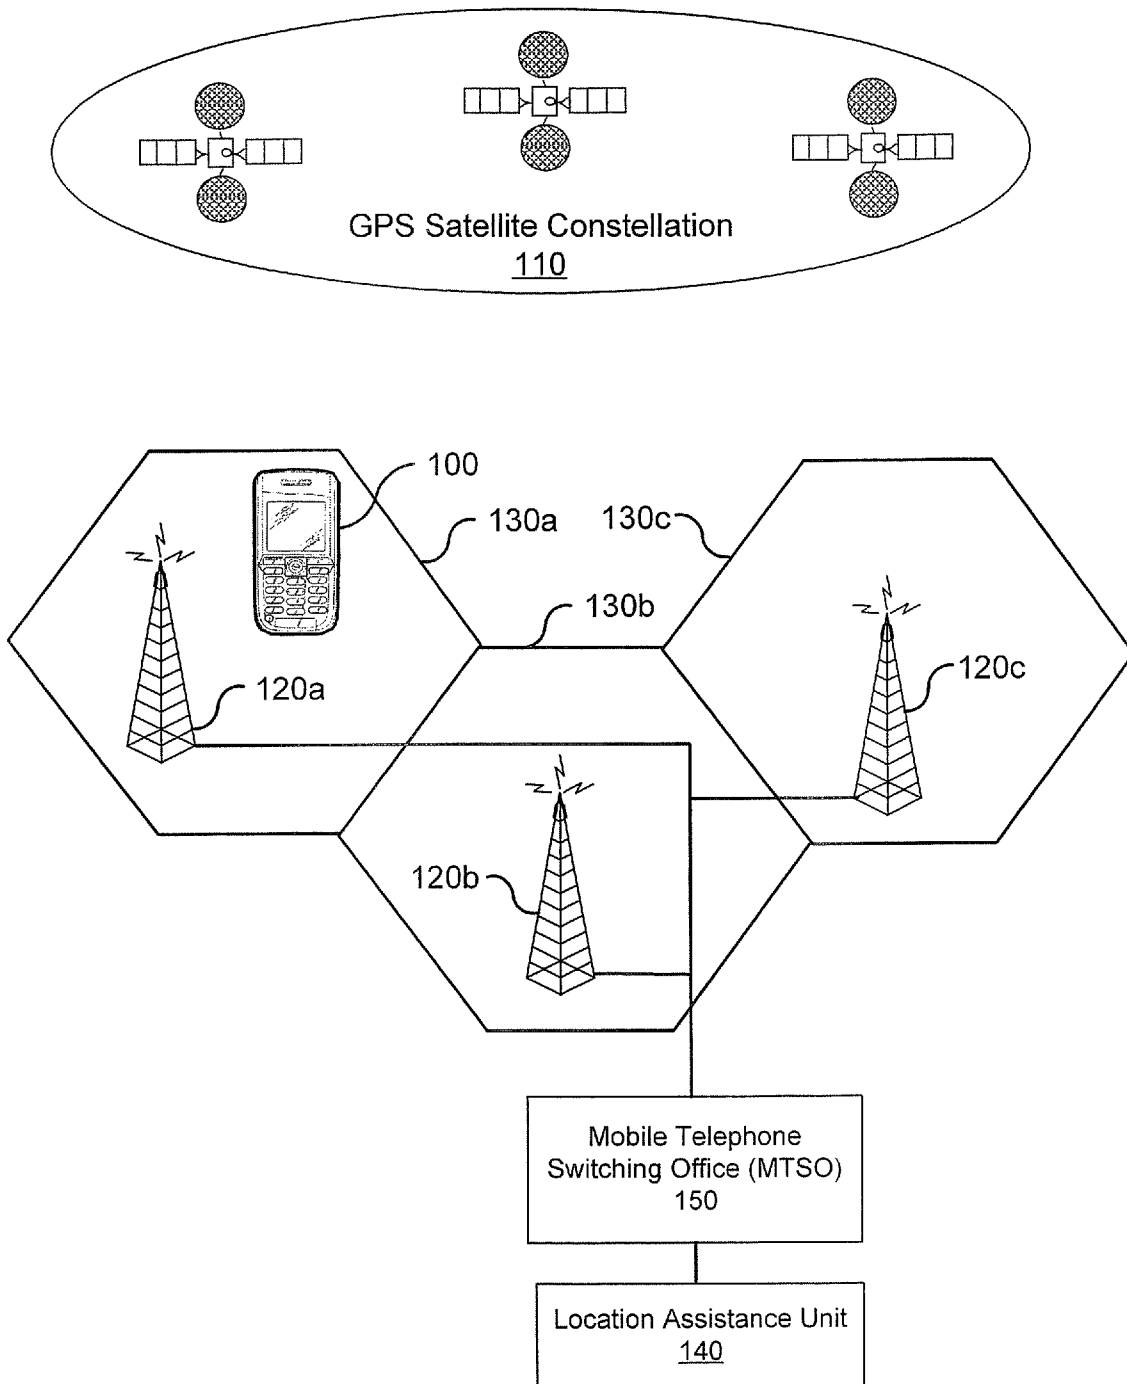 GPS Satellite Constellation
110
100
130a
130c
130b
120a
120c
120b
Mobile Telephone
Switching Office (MTSO)
150
Location Assistance Unit
140